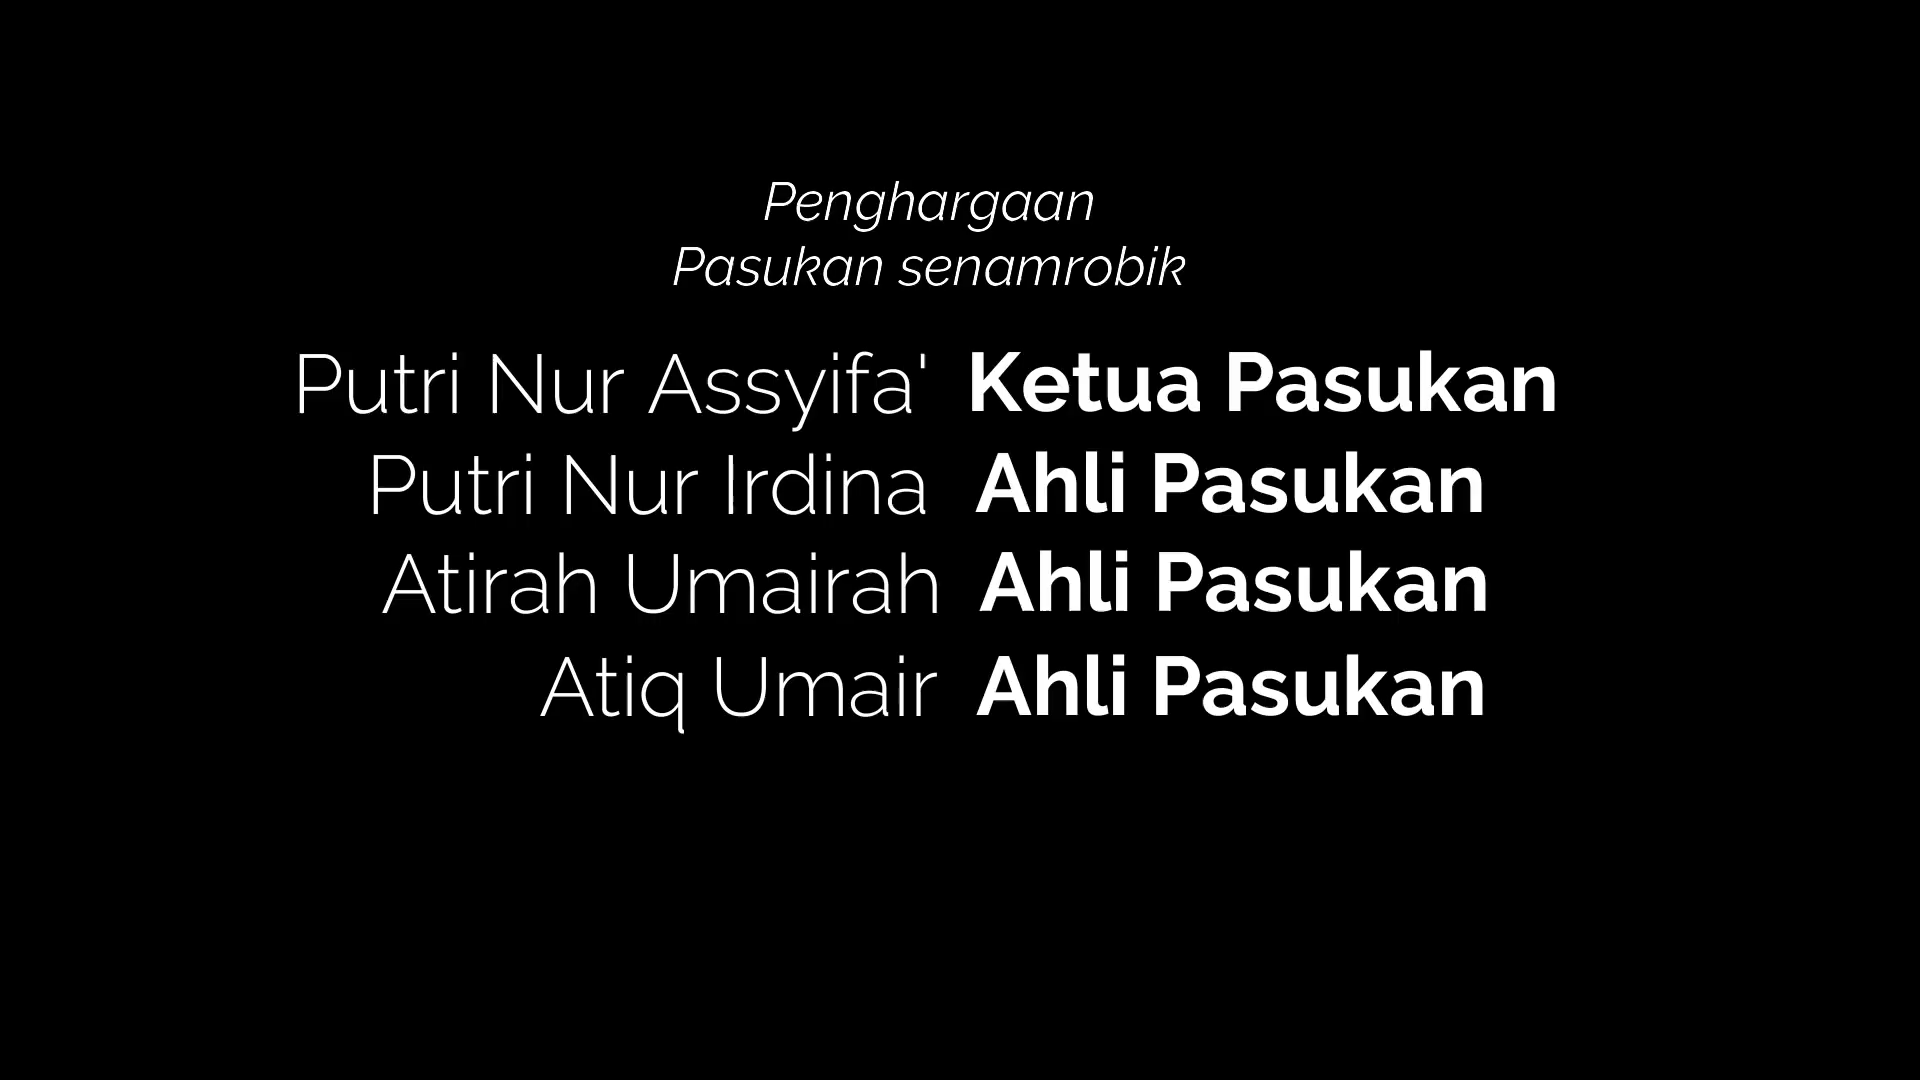 Penghargaan
Pasukan senamrobik
Putri Nur Assyifa' Ketua Pasukan
Putri Nur Irdina Ahli Pasukan
Atirah Umairah Ahli Pasukan
Atiq Umair Ahli Pasukan